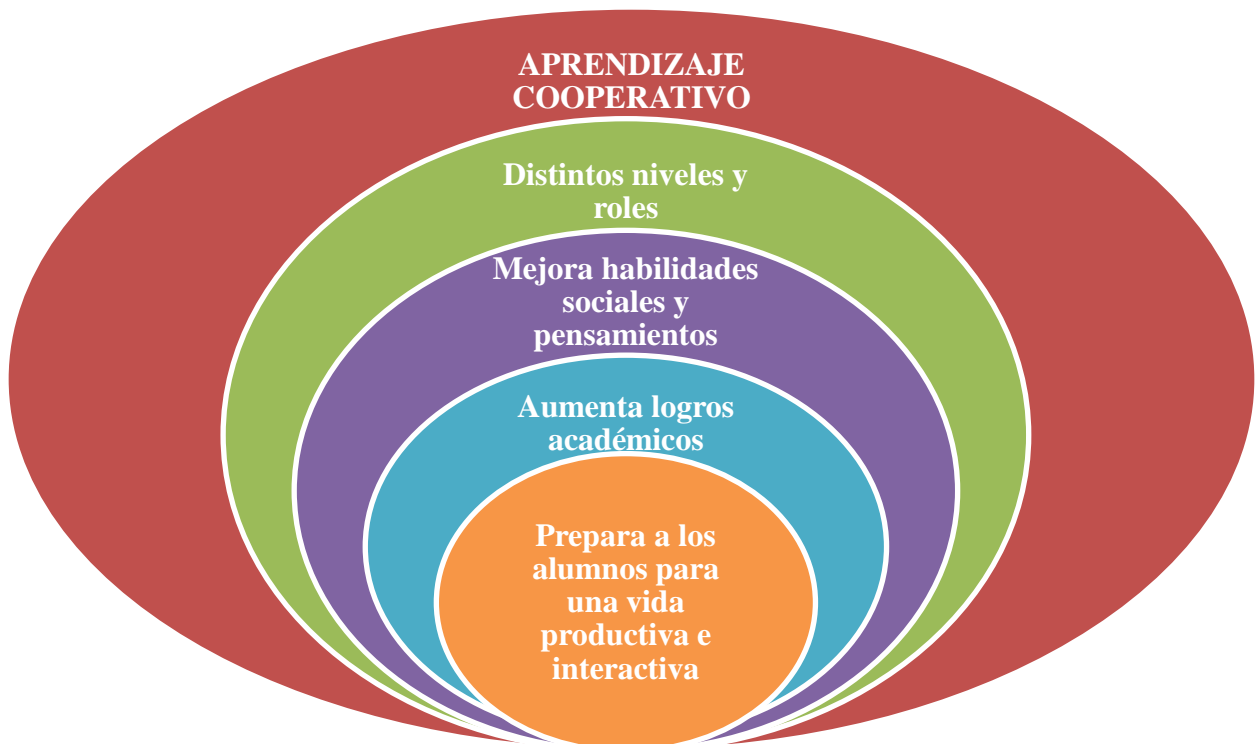 APRENDIZAJE
COOPERATIVO
Distintos niveles y
roles
Mejora habilidades
sociales y
pensamientos
Aumenta logros
académicos
Prepara a los
alumnos para
una vida
productiva e
interactiva